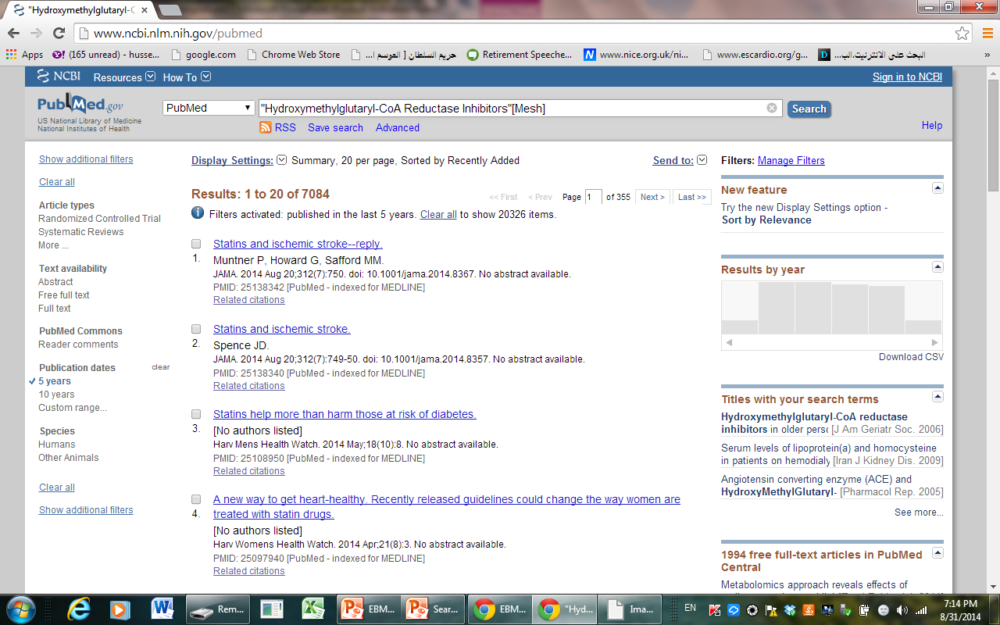 "Hydroxymethylglutaryl-C
www.ncbi.nlm.nih.gov/pubmed
Apps
(165 unread) - husse...
google.com
Chrome Web Store
حريم السلطان [ الموسم ا...
Retirement Speeche...
www.nice.org.uk/ni...
www.escardio.org/g...
البحث على الانترنيت.الب...
»
NCBI Resources How To
Sign in to NCBI
PubMed.gov
US National Library of Medicine
National Institutes of Health
PubMed
"Hydroxymethylglutaryl-CoA Reductase Inhibitors"[Mesh]
Search
RSS Save search Advanced
Help
Show additional filters
Clear all
Article types
Randomized Controlled Trial
Systematic Reviews
More ...
Text availability
Abstract
Free full text
Full text
PubMed Commons
Reader comments
Publication dates clear
5 years
10 years
Custom range...
Species
Humans
Other Animals
Clear all
Show additional filters
Display Settings: Summary, 20 per page, Sorted by Recently Added
Send to:
Results: 1 to 20 of 7084
<< First < Prev Page 1 of 355 Next > Last >>
Filters activated: published in the last 5 years. Clear all to show 20326 items.
Statins and ischemic stroke--reply.
1. Muntner P, Howard G, Safford MM.
JAMA. 2014 Aug 20;312(7):750. doi: 10.1001/jama.2014.8367. No abstract available.
PMID: 25138342 [PubMed - indexed for MEDLINE]
Related citations
Statins and ischemic stroke.
2. Spence JD.
JAMA. 2014 Aug 20;312(7):749-50. doi: 10.1001/jama.2014.8357. No abstract available.
PMID: 25138340 [PubMed - indexed for MEDLINE]
Related citations
Statins help more than harm those at risk of diabetes.
3. [No authors listed]
Harv Mens Health Watch. 2014 May;18(10):8. No abstract available.
PMID: 25108950 [PubMed - indexed for MEDLINE]
Related citations
A new way to get heart-healthy. Recently released guidelines could change the way women are
4. treated with statin drugs.
[No authors listed]
Harv Womens Health Watch. 2014 Apr;21(8):3. No abstract available.
PMID: 25097940 [PubMed - indexed for MEDLINE]
Related citations
Filters: Manage Filters
New feature
Try the new Display Settings option -
Sort by Relevance
Results by year
Download CSV
Titles with your search terms
Hydroxymethylglutaryl-CoA reductase
inhibitors in older perso [J Am Geriatr Soc. 2006]
Serum levels of lipoprotein(a) and homocysteine
in patients on hemodialy [Iran J Kidney Dis. 2009]
Angiotensin converting enzyme (ACE) and
HydroxyMethylGlutaryl- [Pharmacol Rep. 2005]
See more...
1994 free full-text articles in PubMed
Central
Metabolomics approach reveals effects of
Rem...
EBM...
Sear...
EBM...
"Hyd...
Ima...
EN
7:14 PM
8/31/2014